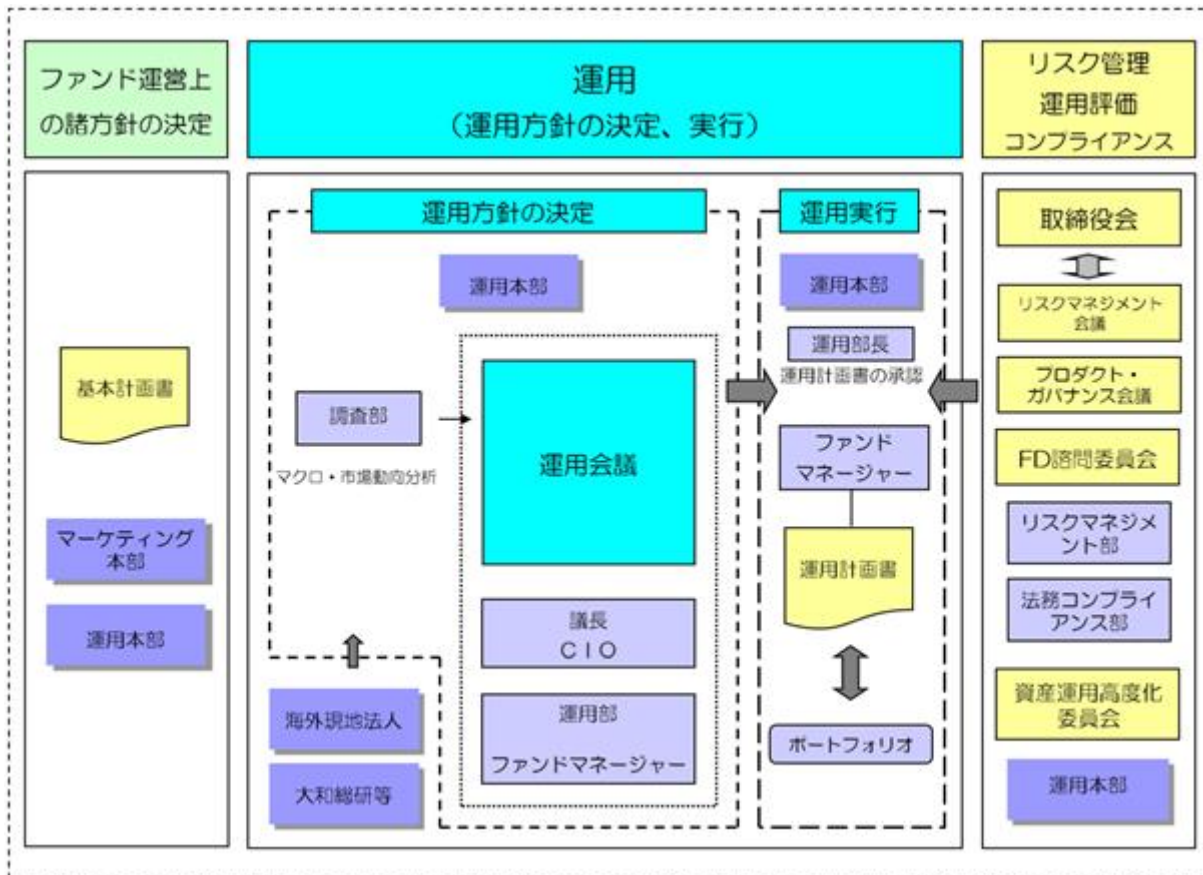 ファンド運営上
の諸方針の決定
運用
(運用方針の決定、実行)
リスク管理
運用評価
コンプライアンス
基本計画書
マーケティング
本部
運用本部
運用方針の決定
運用本部
調査部
マクロ・市場動向分析
運用会議
議長
CIO
運用部
ファンドマネージャー
海外現地法人
大和総研等
運用実行
運用本部
運用部長
運用計画書の承認
ファンド
マネージャー
運用計画書
ポートフォリオ
取締役会
リスクマネジメント
会議
プロダクト・
ガバナンス会議
FD諮問委員会
リスクマネジメ
ント部
法務コンプライ
アンス部
資産運用高度化
委員会
運用本部